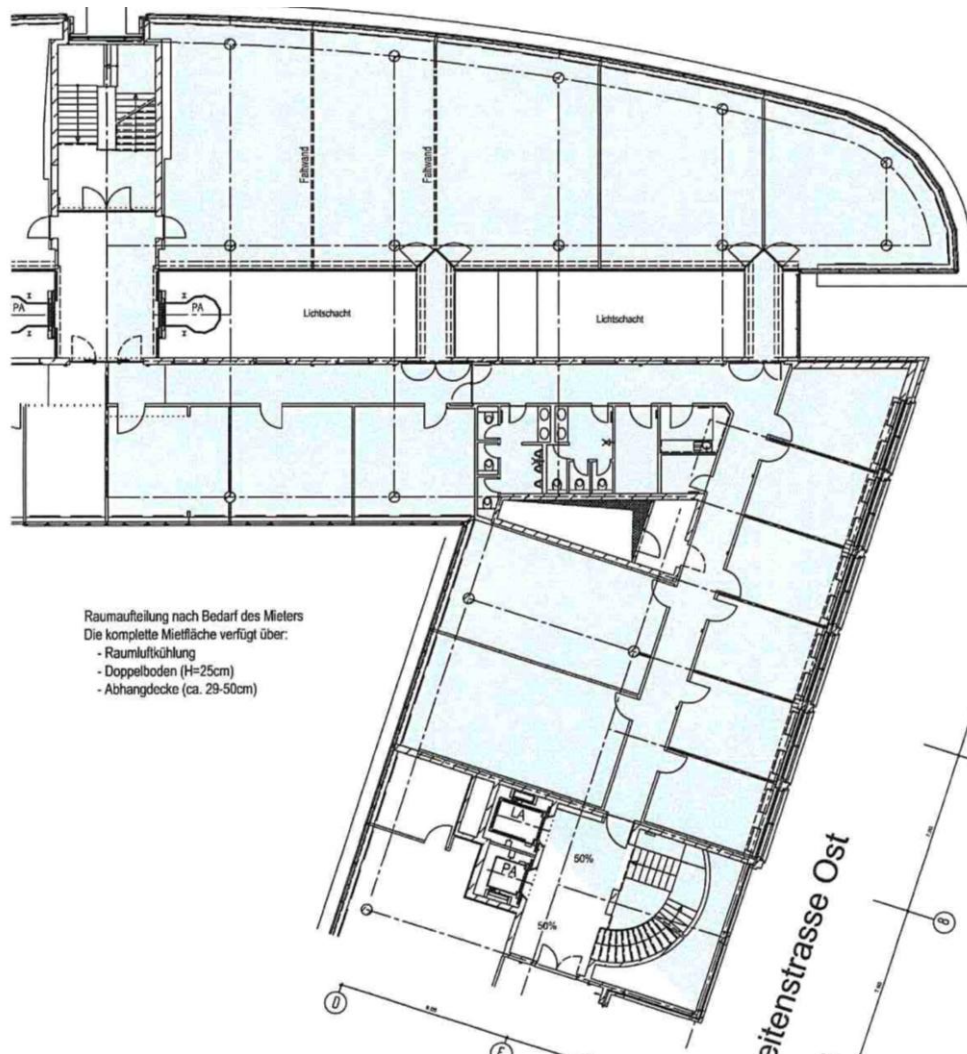 Faltwand
Faltwand
PA
PA
Lichtschacht
Lichtschacht
Raumaufteilung nach Bedarf des Mieters
Die komplette Mietfläche verfügt über:
- Raumluftkühlung
- Doppelboden (H=25cm)
- Abhangdecke (ca. 29-50cm)
LA
PA
50%
50%
eitenstrasse Ost
8
D
E